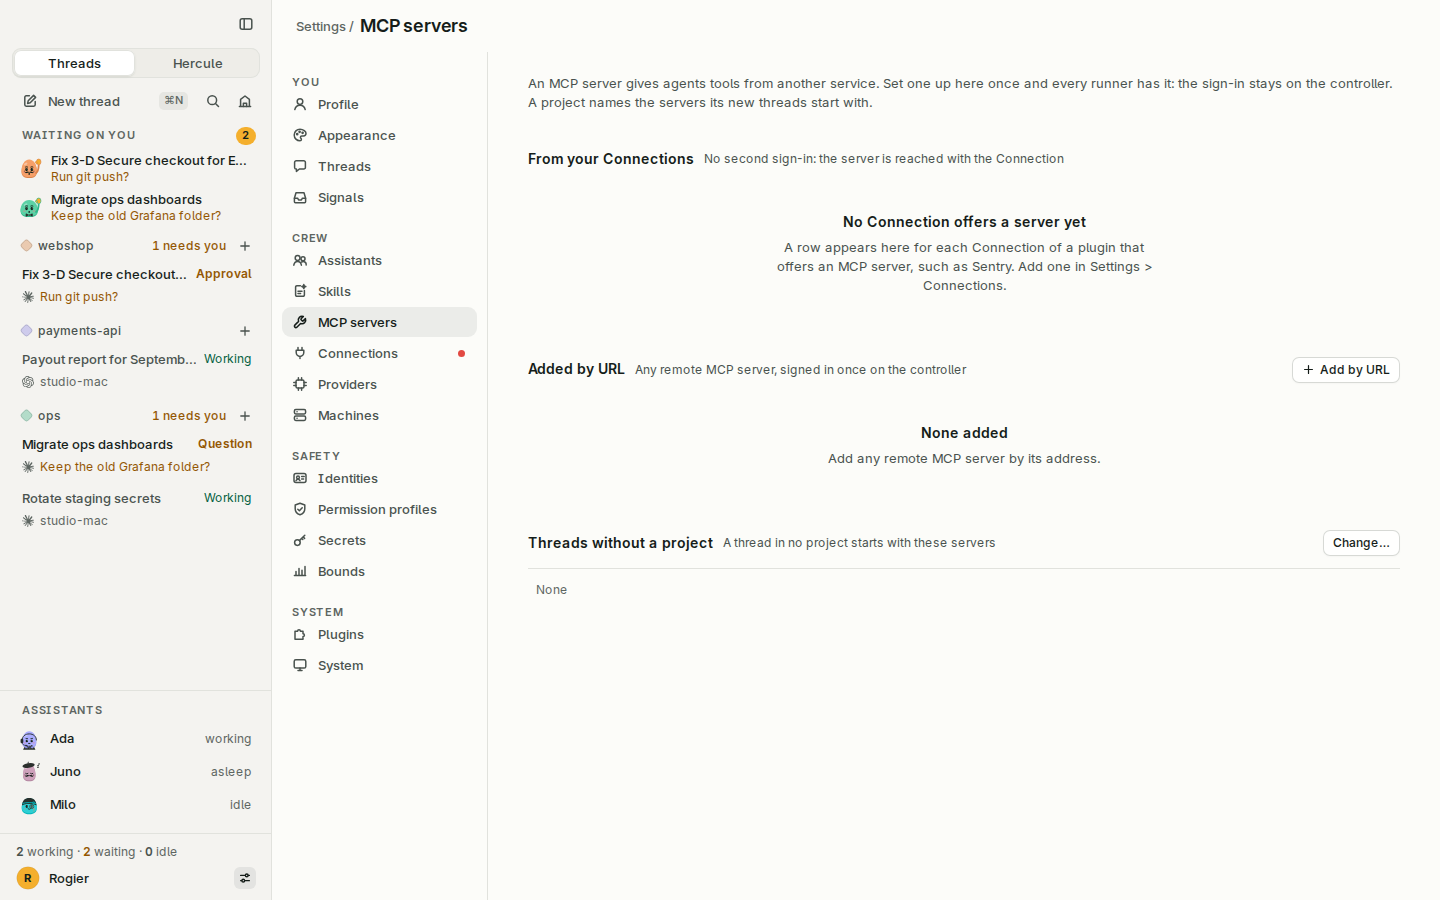 Threads
Hercule
New thread
⌘N
WAITING ON YOU
2
Fix 3-D Secure checkout for E...
Run git push?
Migrate ops dashboards
Keep the old Grafana folder?
webshop
1 needs you
Fix 3-D Secure checkout...
Approval
Run git push?
payments-api
Payout report for Septemb...
Working
studio-mac
ops
1 needs you
Migrate ops dashboards
Question
Keep the old Grafana folder?
Rotate staging secrets
Working
studio-mac
ASSISTANTS
Ada
working
Juno
asleep
Milo
idle
2 working · 2 waiting · 0 idle
R
Rogier
Settings / MCP servers
YOU
Profile
Appearance
Threads
Signals
CREW
Assistants
Skills
MCP servers
Connections
Providers
Machines
SAFETY
Identities
Permission profiles
Secrets
Bounds
SYSTEM
Plugins
System
An MCP server gives agents tools from another service. Set one up here once and every runner has it: the sign-in stays on the controller.
A project names the servers its new threads start with.
From your Connections
No second sign-in: the server is reached with the Connection
No Connection offers a server yet
A row appears here for each Connection of a plugin that
offers an MCP server, such as Sentry. Add one in Settings >
Connections.
Added by URL
Any remote MCP server, signed in once on the controller
+ Add by URL
None added
Add any remote MCP server by its address.
Threads without a project
A thread in no project starts with these servers
Change...
None